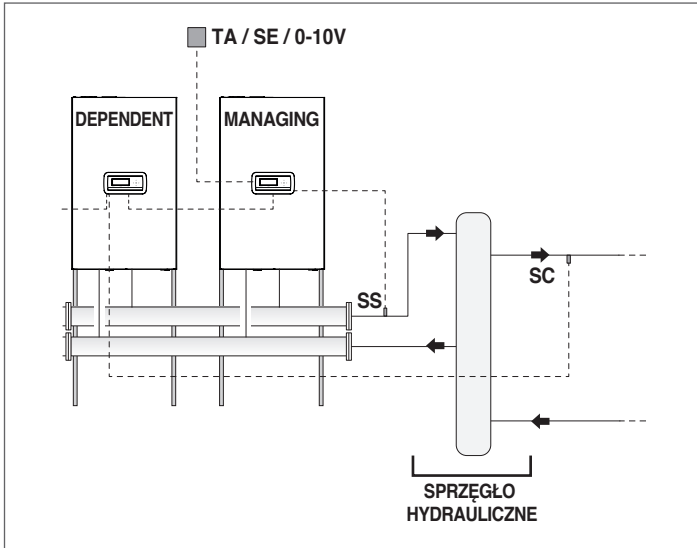 TA / SE / 0-10V
DEPENDENT
MANAGING
SS
SC
SPRZĘGŁO
HYDRAULICZNE